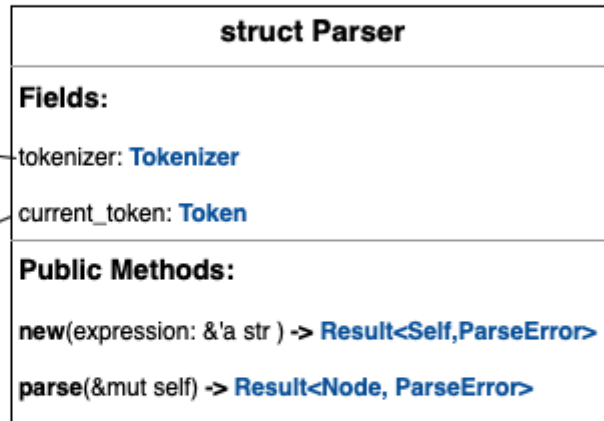 struct Parser
Fields:
tokenizer: Tokenizer
current_token: Token
Public Methods:
new(expression: &'a str ) -> Result<Self,ParseError>
parse(&mut self) -> Result<Node, ParseError>